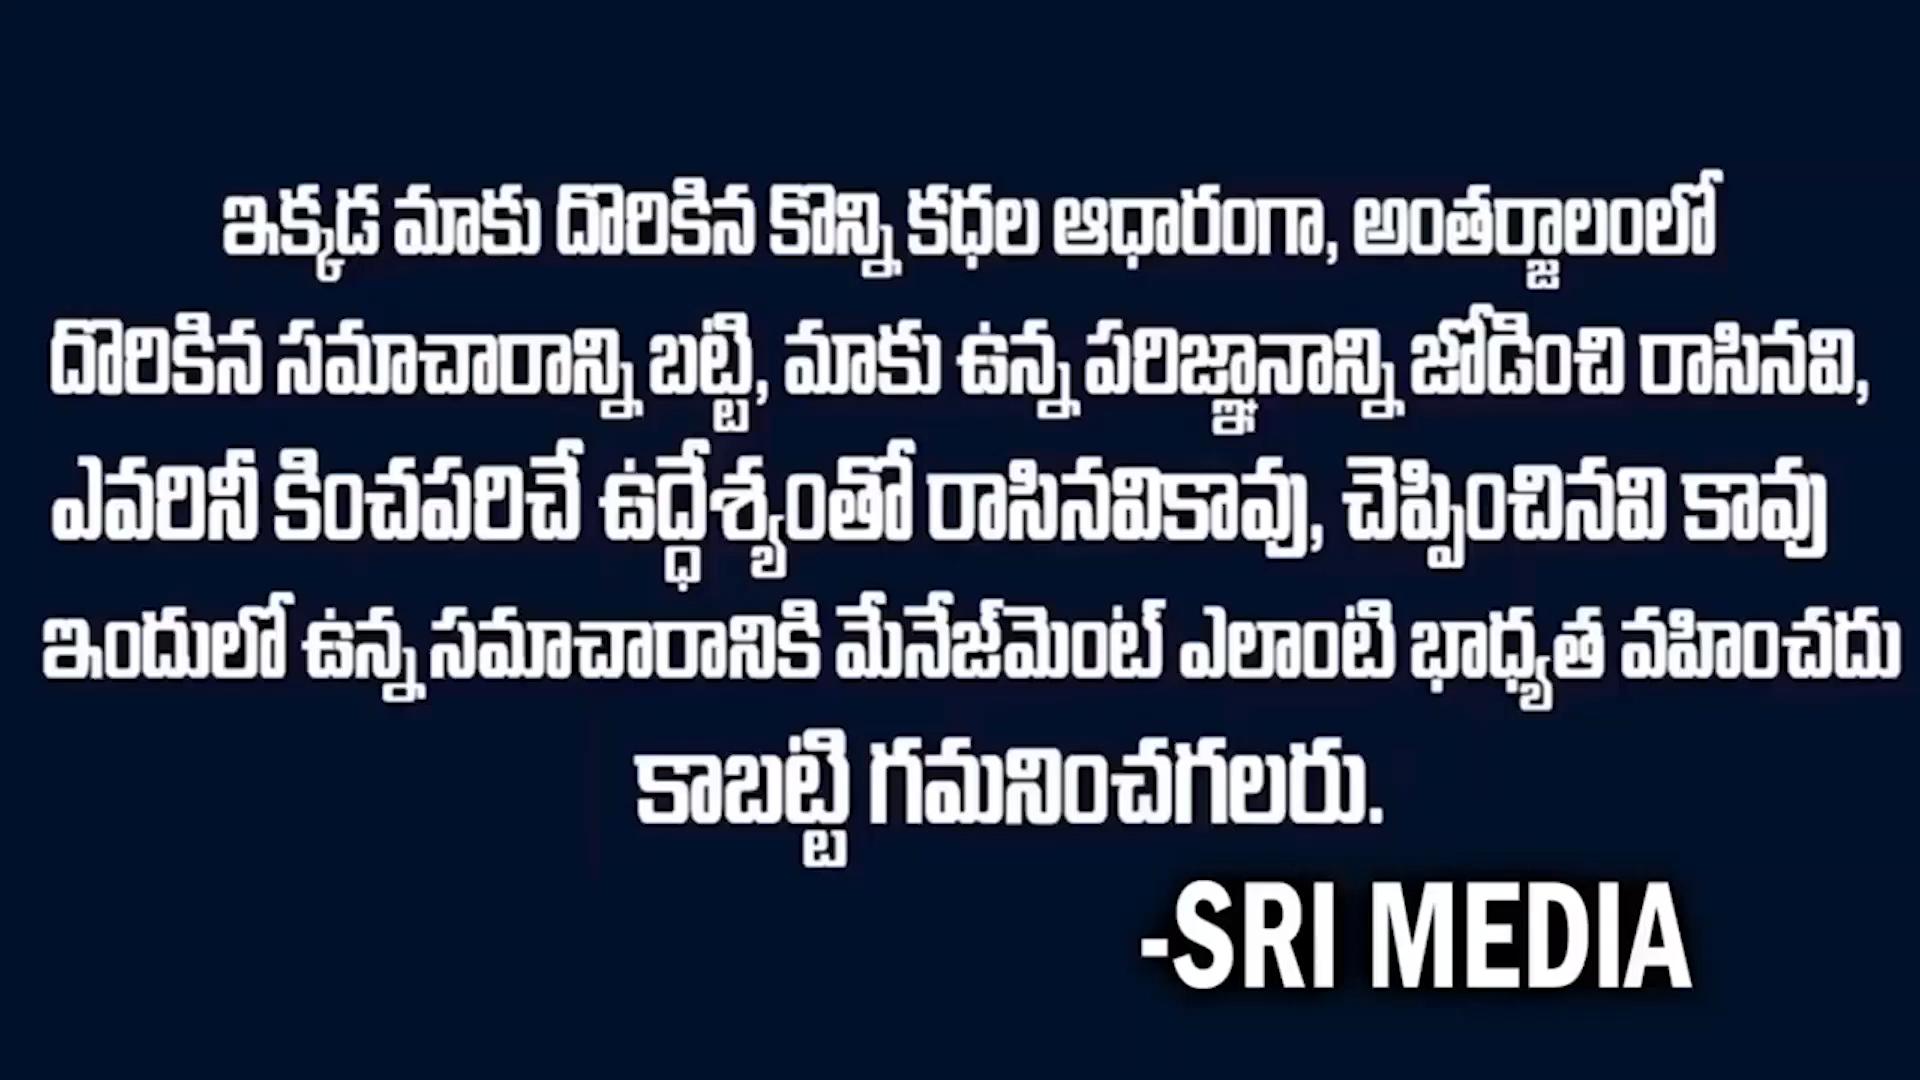 ఇక్కడ మాకు దొరికిన కొన్ని కధల ఆధారంగా, అంతర్జాలంలో
దొరికిన సమాచారాన్ని బట్టి, మాకు ఉన్న పరిజ్ఞానాన్ని జోడించి రాసినవి,
ఎవరినీ కించపరిచే ఉద్ధేశ్యంతో రాసినవికావు, చెప్పించినవి కావు
ఇందులో ఉన్న సమాచారానికి మేనేజ్‌మెంట్ ఎలాంటి భాధ్యత వహించదు
కాబట్టి గమనించగలరు.
-SRI MEDIA